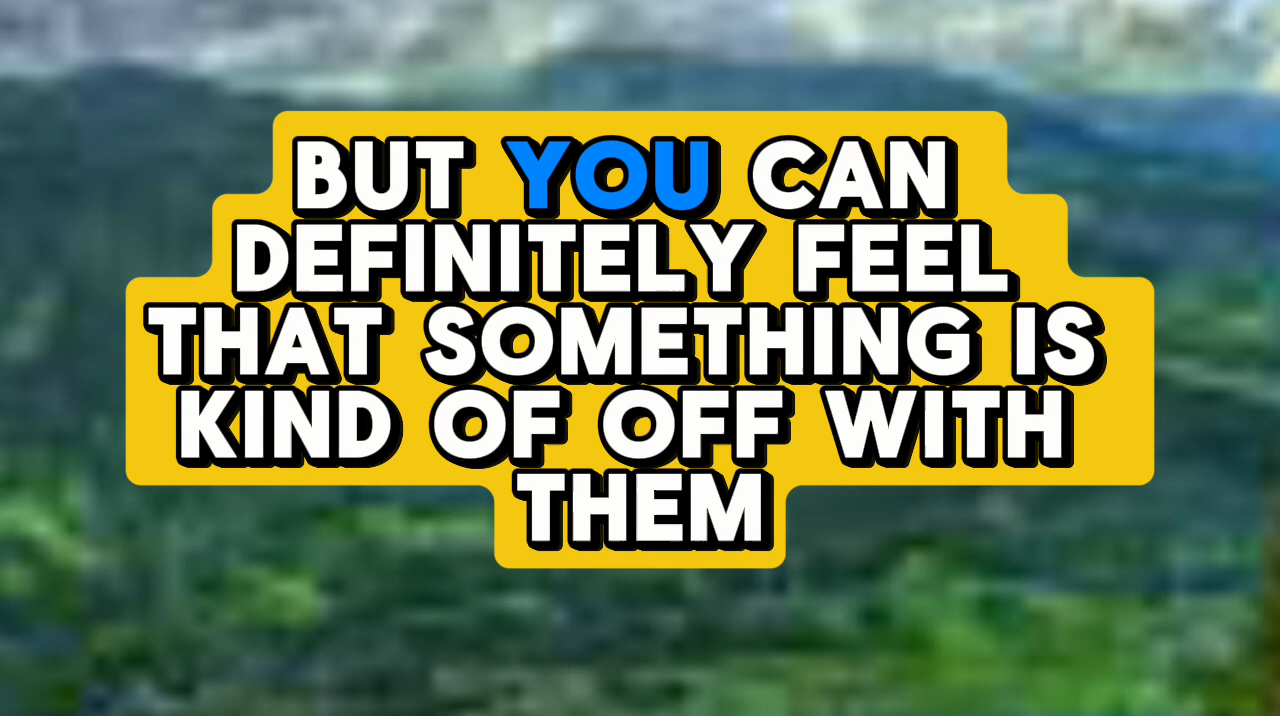 BUT YOU CAN
DEFINITELY FEEL
THAT SOMETHING IS
KIND OF OFF WITH
THEM